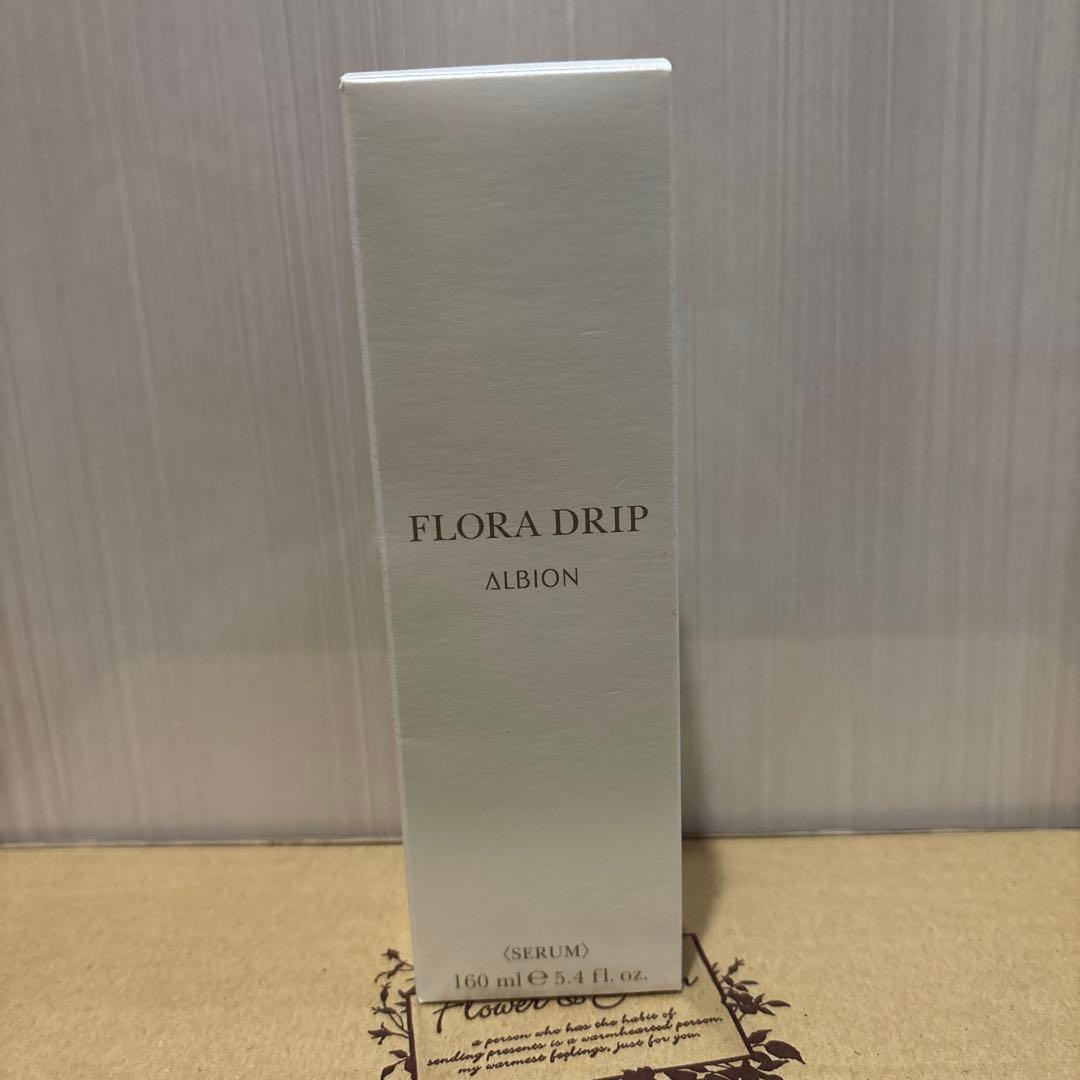 FLORA DRIP
ALBION
〈SERUM〉
160 ml ℮ 5.4 fl. oz.
Flower &
a person who has the habit of
sending presents is a warmhearted person.
my warmest feelings, just for you.